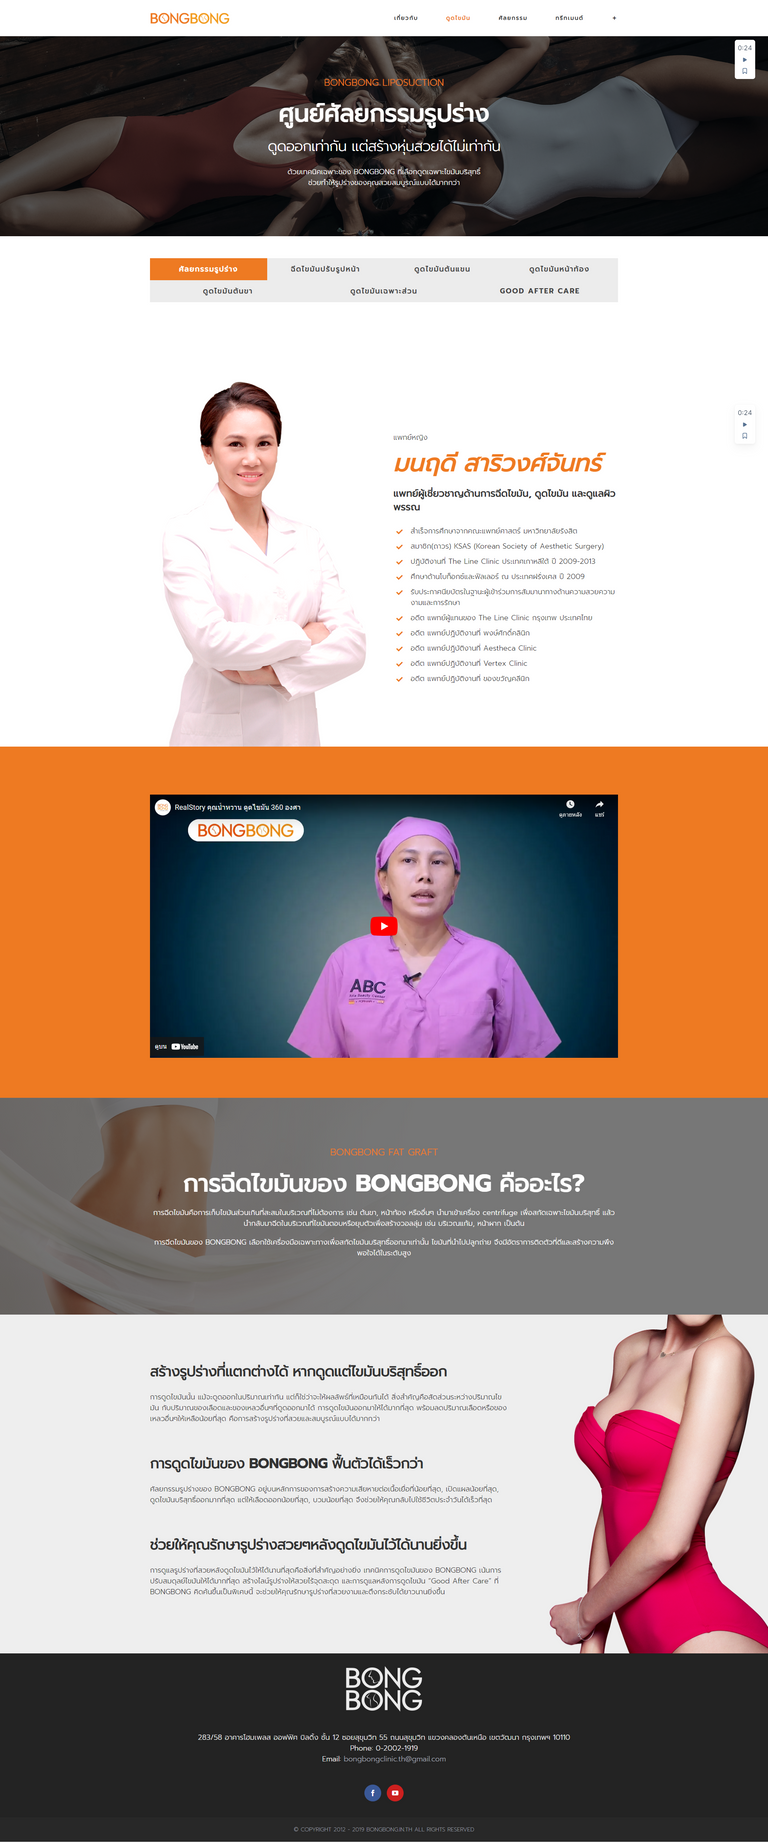 BONGBONG
เกี่ยวกับ
ดูดไขมัน
ศัลยกรรม
ทรีทเมนต์
+
0:24
BONGBONG LIPOSUCTION
ศูนย์ศัลยกรรมรูปร่าง
ดูดออกเท่ากัน แต่สร้างหุ่นสวยได้ไม่เท่ากัน
ด้วยเทคนิคเฉพาะของ BONGBONG ที่เลือกดูดเฉพาะไขมันบริสุทธิ์
ช่วยทำให้รูปร่างของคุณสวยสมบูรณ์แบบได้มากกว่า
ศัลยกรรมรูปร่าง
ฉีดไขมันปรับรูปหน้า
ดูดไขมันต้นแขน
ดูดไขมันหน้าท้อง
ดูดไขมันต้นขา
ดูดไขมันเฉพาะส่วน
GOOD AFTER CARE
0:24
แพทย์หญิง
มนฤดี สาริวงศ์จันทร์
แพทย์ผู้เชี่ยวชาญด้านการฉีดไขมัน, ดูดไขมัน และดูแลผิว
พรรณ
สำเร็จการศึกษาจากคณะแพทย์ศาสตร์ มหาวิทยาลัยรังสิต
สมาชิก(ถาวร) KSAS (Korean Society of Aesthetic Surgery)
ปฏิบัติงานที่ The Line Clinic ประเทศเกาหลีใต้ ปี 2009-2013
ศึกษาด้านโบท็อกซ์และฟิลเลอร์ ณ ประเทศฝรั่งเศส ปี 2009
รับประกาศนียบัตรในฐานะผู้เข้าร่วมการสัมมานาทางด้านความสวยความ
งามและการรักษา
อดีต แพทย์ผู้แทนของ The Line Clinic กรุงเทพ ประเทศไทย
อดีต แพทย์ปฏิบัติงานที่ พงษ์ศักดิ์คลินิก
อดีต แพทย์ปฏิบัติงานที่ Aestheca Clinic
อดีต แพทย์ปฏิบัติงานที่ Vertex Clinic
อดีต แพทย์ปฏิบัติงานที่ ของขวัญคลีนิก
RealStory คุณน้ำหวาน ดูดไขมัน 360 องศา
ดูภายหลัง
แชร์
BONGBONG
ABC
ดูบน YouTube
BONGBONG FAT GRAFT
การฉีดไขมันของ BONGBONG คืออะไร?
การฉีดไขมันคือการเก็บไขมันส่วนเกินที่สะสมในบริเวณที่ไม่ต้องการ เช่น ต้นขา, หน้าท้อง หรืออื่นๆ นำมาเข้าเครื่อง centrifuge เพื่อสกัดเฉพาะไขมันบริสุทธิ์ แล้ว
นำกลับมาฉีดในบริเวณที่ไขมันตอบหรือยุบตัวเพื่อสร้างวอลลุ่ม เช่น บริเวณแก้ม, หน้าผาก เป็นต้น
การฉีดไขมันของ BONGBONG เลือกใช้เครื่องมือเฉพาะทางเพื่อสกัดไขมันบริสุทธิ์ออกมาเท่านั้น ไขมันที่นำไปปลูกถ่าย จึงมีอัตราการติดตัวที่ดีและสร้างความพึง
พอใจได้ในระดับสูง
สร้างรูปร่างที่แตกต่างได้ หากดูดแต่ไขมันบริสุทธิ์ออก
การดูดไขมันนั้น แม้จะดูดออกในปริมาณเท่ากัน แต่ก็ใช่ว่าจะให้ผลลัพธ์ที่เหมือนกันได้ สิ่งสำคัญคือสัดส่วนระหว่างปริมาณไข
มัน กับปริมาณของเลือดและของเหลวอื่นๆที่ดูดออกมาได้ การดูดไขมันออกมาให้ได้มากที่สุด พร้อมลดปริมาณเลือดหรือของ
เหลวอื่นๆให้เหลือน้อยที่สุด คือการสร้างรูปร่างที่สวยและสมบูรณ์แบบได้มากกว่า
การดูดไขมันของ BONGBONG ฟื้นตัวได้เร็วกว่า
ศัลยกรรมรูปร่างของ BONGBONG อยู่บนหลักการของการสร้างความเสียหายต่อเนื้อเยื่อที่น้อยที่สุด, เปิดแผลน้อยที่สุด,
ดูดไขมันบริสุทธิ์ออกมากที่สุด แต่ให้เลือดออกน้อยที่สุด, บวมน้อยที่สุด จึงช่วยให้คุณกลับไปใช้ชีวิตประจำวันได้เร็วที่สุด
ช่วยให้คุณรักษารูปร่างสวยๆหลังดูดไขมันไว้ได้นานยิ่งขึ้น
การดูแลรูปร่างที่สวยหลังดูดไขมันไว้ให้ได้นานที่สุดคือสิ่งที่สำคัญอย่างยิ่ง เทคนิคการดูดไขมันของ BONGBONG เน้นการ
ปรับสมดุลย์ไขมันให้ได้มากที่สุด สร้างไลน์รูปร่างให้สวยไร้จุดสะดุด และการดูแลหลังการดูดไขมัน "Good After Care" ที่
BONGBONG คิดค้นขึ้นเป็นพิเศษนี้ จะช่วยให้คุณรักษารูปร่างที่สวยงามและตึงกระชับได้ยาวนานยิ่งขึ้น
BONG
BONG
283/58 อาคารโฮมเพลส ออฟฟิศ บิลดิ้ง ชั้น 12 ซอยสุขุมวิท 55 ถนนสุขุมวิท แขวงคลองตันเหนือ เขตวัฒนา กรุงเทพฯ 10110
Phone: 0-2002-1919
Email: bongbongclinic.th@gmail.com
© COPYRIGHT 2012 - 2019 BONGBONG.IN.TH ALL RIGHTS RESERVED